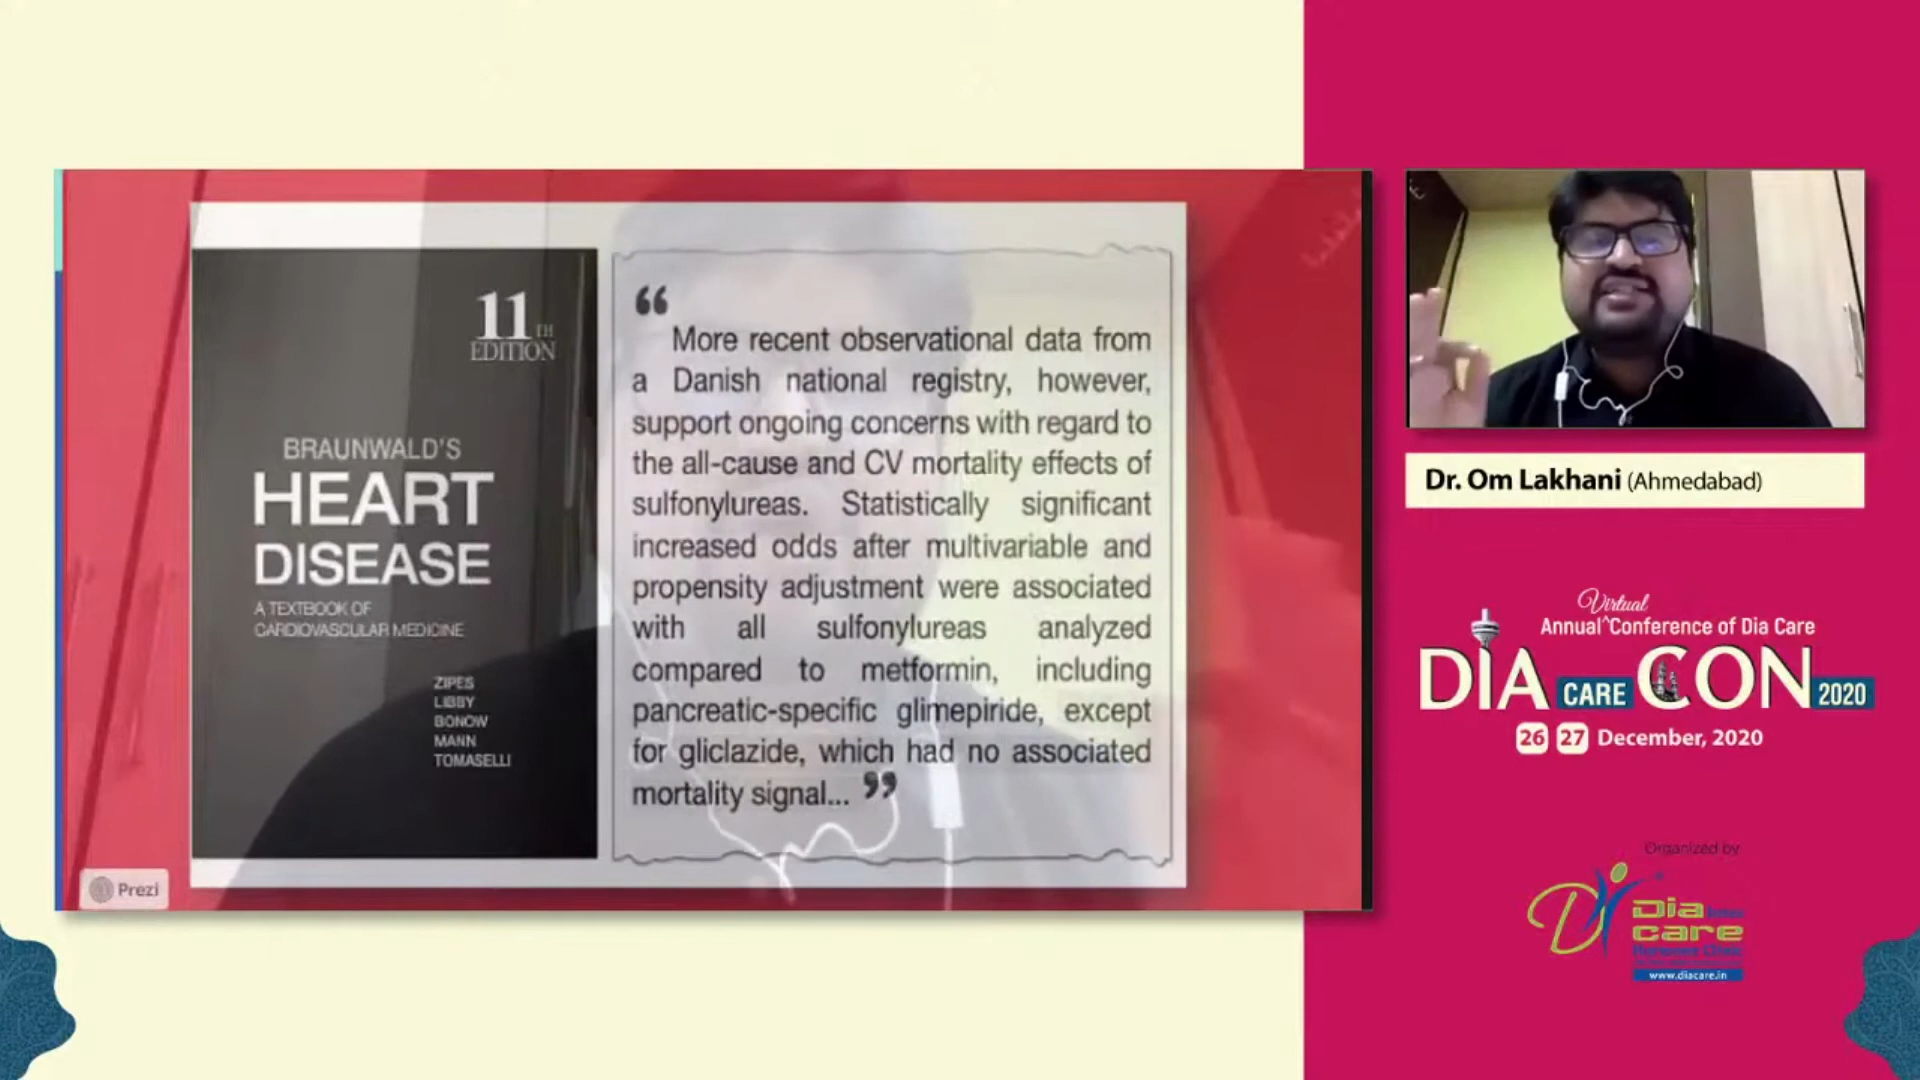 11TH
EDITION
BRAUNWALD'S
HEART
DISEASE
A TEXTBOOK OF
CARDIOVASCULAR MEDICINE
ZIPES
LIBBY
BONOW
MANN
TOMASELLI
“
More recent observational data from
a Danish national registry, however,
support ongoing concerns with regard to
the all-cause and CV mortality effects of
sulfonylureas. Statistically significant
increased odds after multivariable and
propensity adjustment were associated
with all sulfonylureas analyzed
compared to metformin, including
pancreatic-specific glimepiride, except
for gliclazide, which had no associated
mortality signal... ”
Prezi
Dr. Om Lakhani (Ahmedabad)
Virtual
Annual^Conference of Dia Care
DIA CARE CON 2020
26 27 December, 2020
Organized by
Dia
care
www.diacare.in